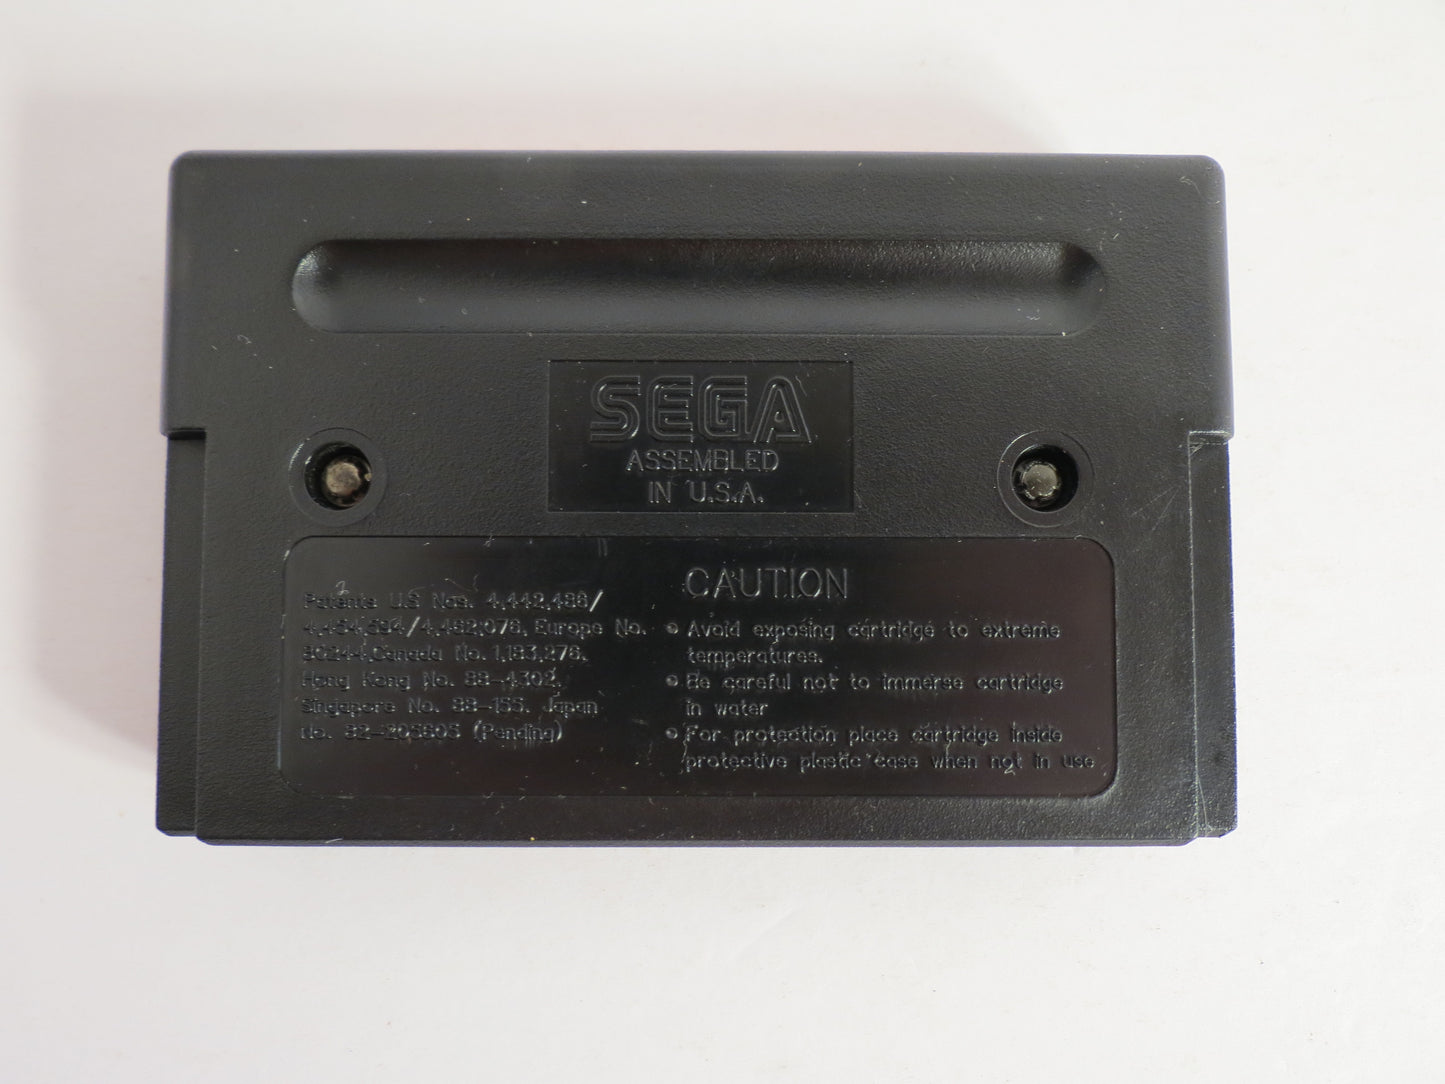 SEGA
ASSEMBLED
IN U.S.A.
Patents U.S Nos. 4,442,486/
4,454,594/4,462,076, Europe No.
80244,Canada No. 1,183,276,
Hong Kong No. 88-4302,
Singapore No. 88-155, Japan
No. 82-205605 (Pending)
CAUTION
Avoid exposing cartridge to extreme
temperatures.
Be careful not to immerse cartridge
in water
For protection place cartridge inside
protective plastic case when not in use